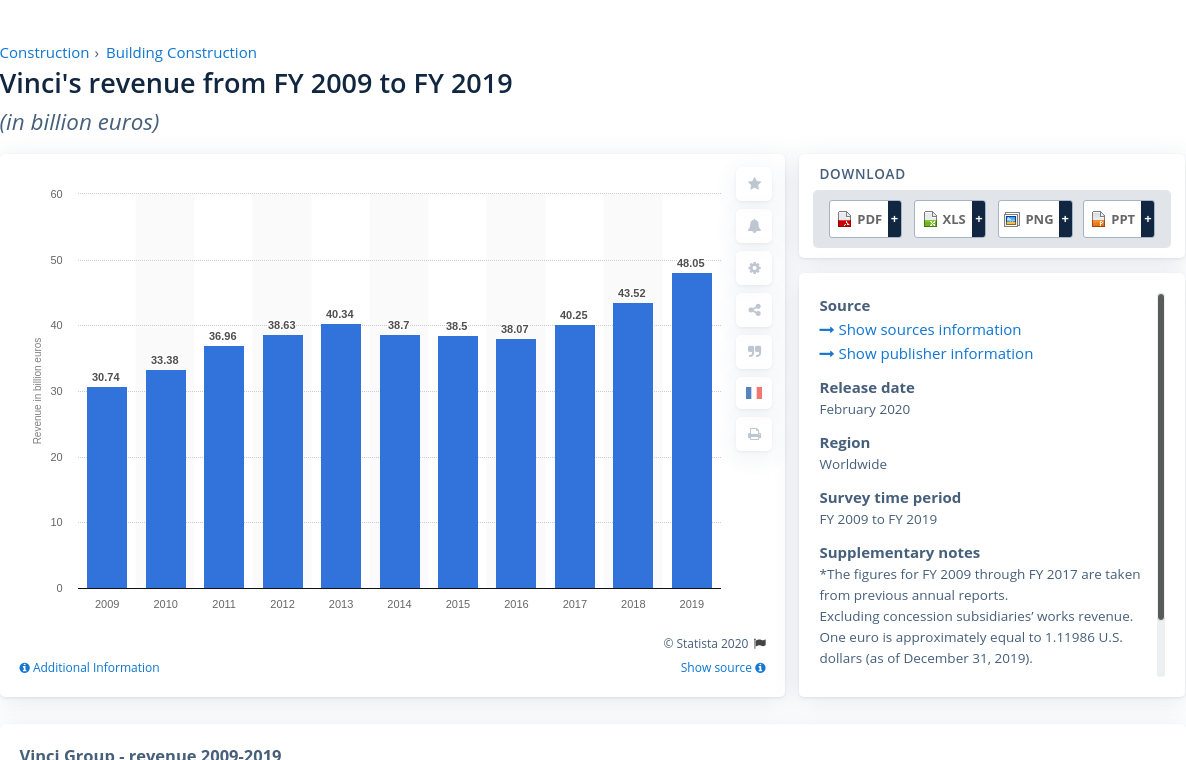 Construction › Building Construction
Vinci's revenue from FY 2009 to FY 2019
(in billion euros)
60
50
40
30
20
10
0
Revenue in billion euros
30.74
33.38
36.96
38.63
40.34
38.7
38.5
38.07
40.25
43.52
48.05
2009 2010 2011 2012 2013 2014 2015 2016 2017 2018 2019
© Statista 2020
Additional Information
Show source
DOWNLOAD
PDF + XLS + PNG + PPT +
Source
Show sources information
Show publisher information
Release date
February 2020
Region
Worldwide
Survey time period
FY 2009 to FY 2019
Supplementary notes
*The figures for FY 2009 through FY 2017 are taken
from previous annual reports.
Excluding concession subsidiaries’ works revenue.
One euro is approximately equal to 1.11986 U.S.
dollars (as of December 31, 2019).
Vinci Group - revenue 2009-2019